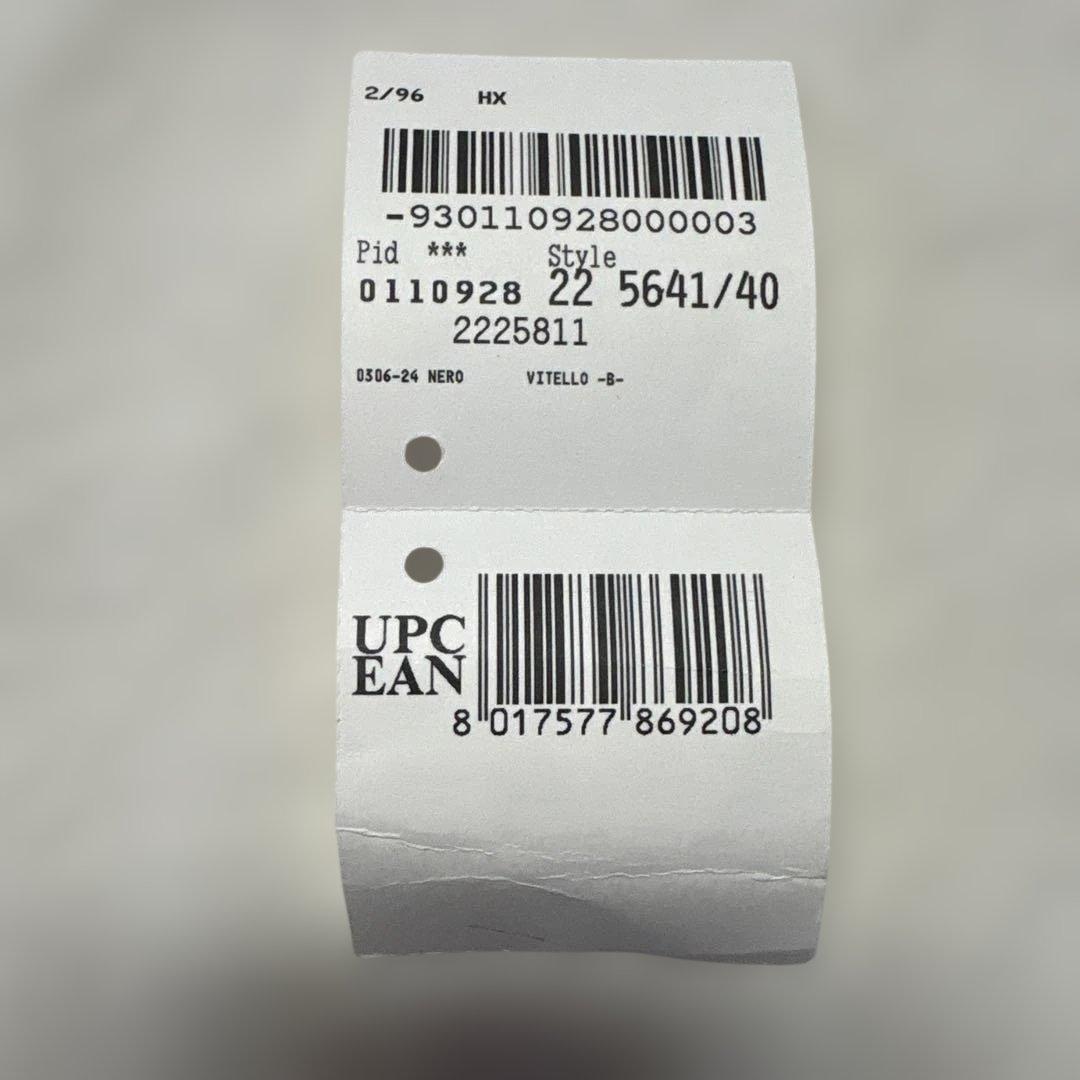 2/96 HX
-930110928000003
Pid *** Style
0110928 22 5641/40
2225811
0306-24 NERO VITELLO -B-
UPC
EAN
8 017577 869208